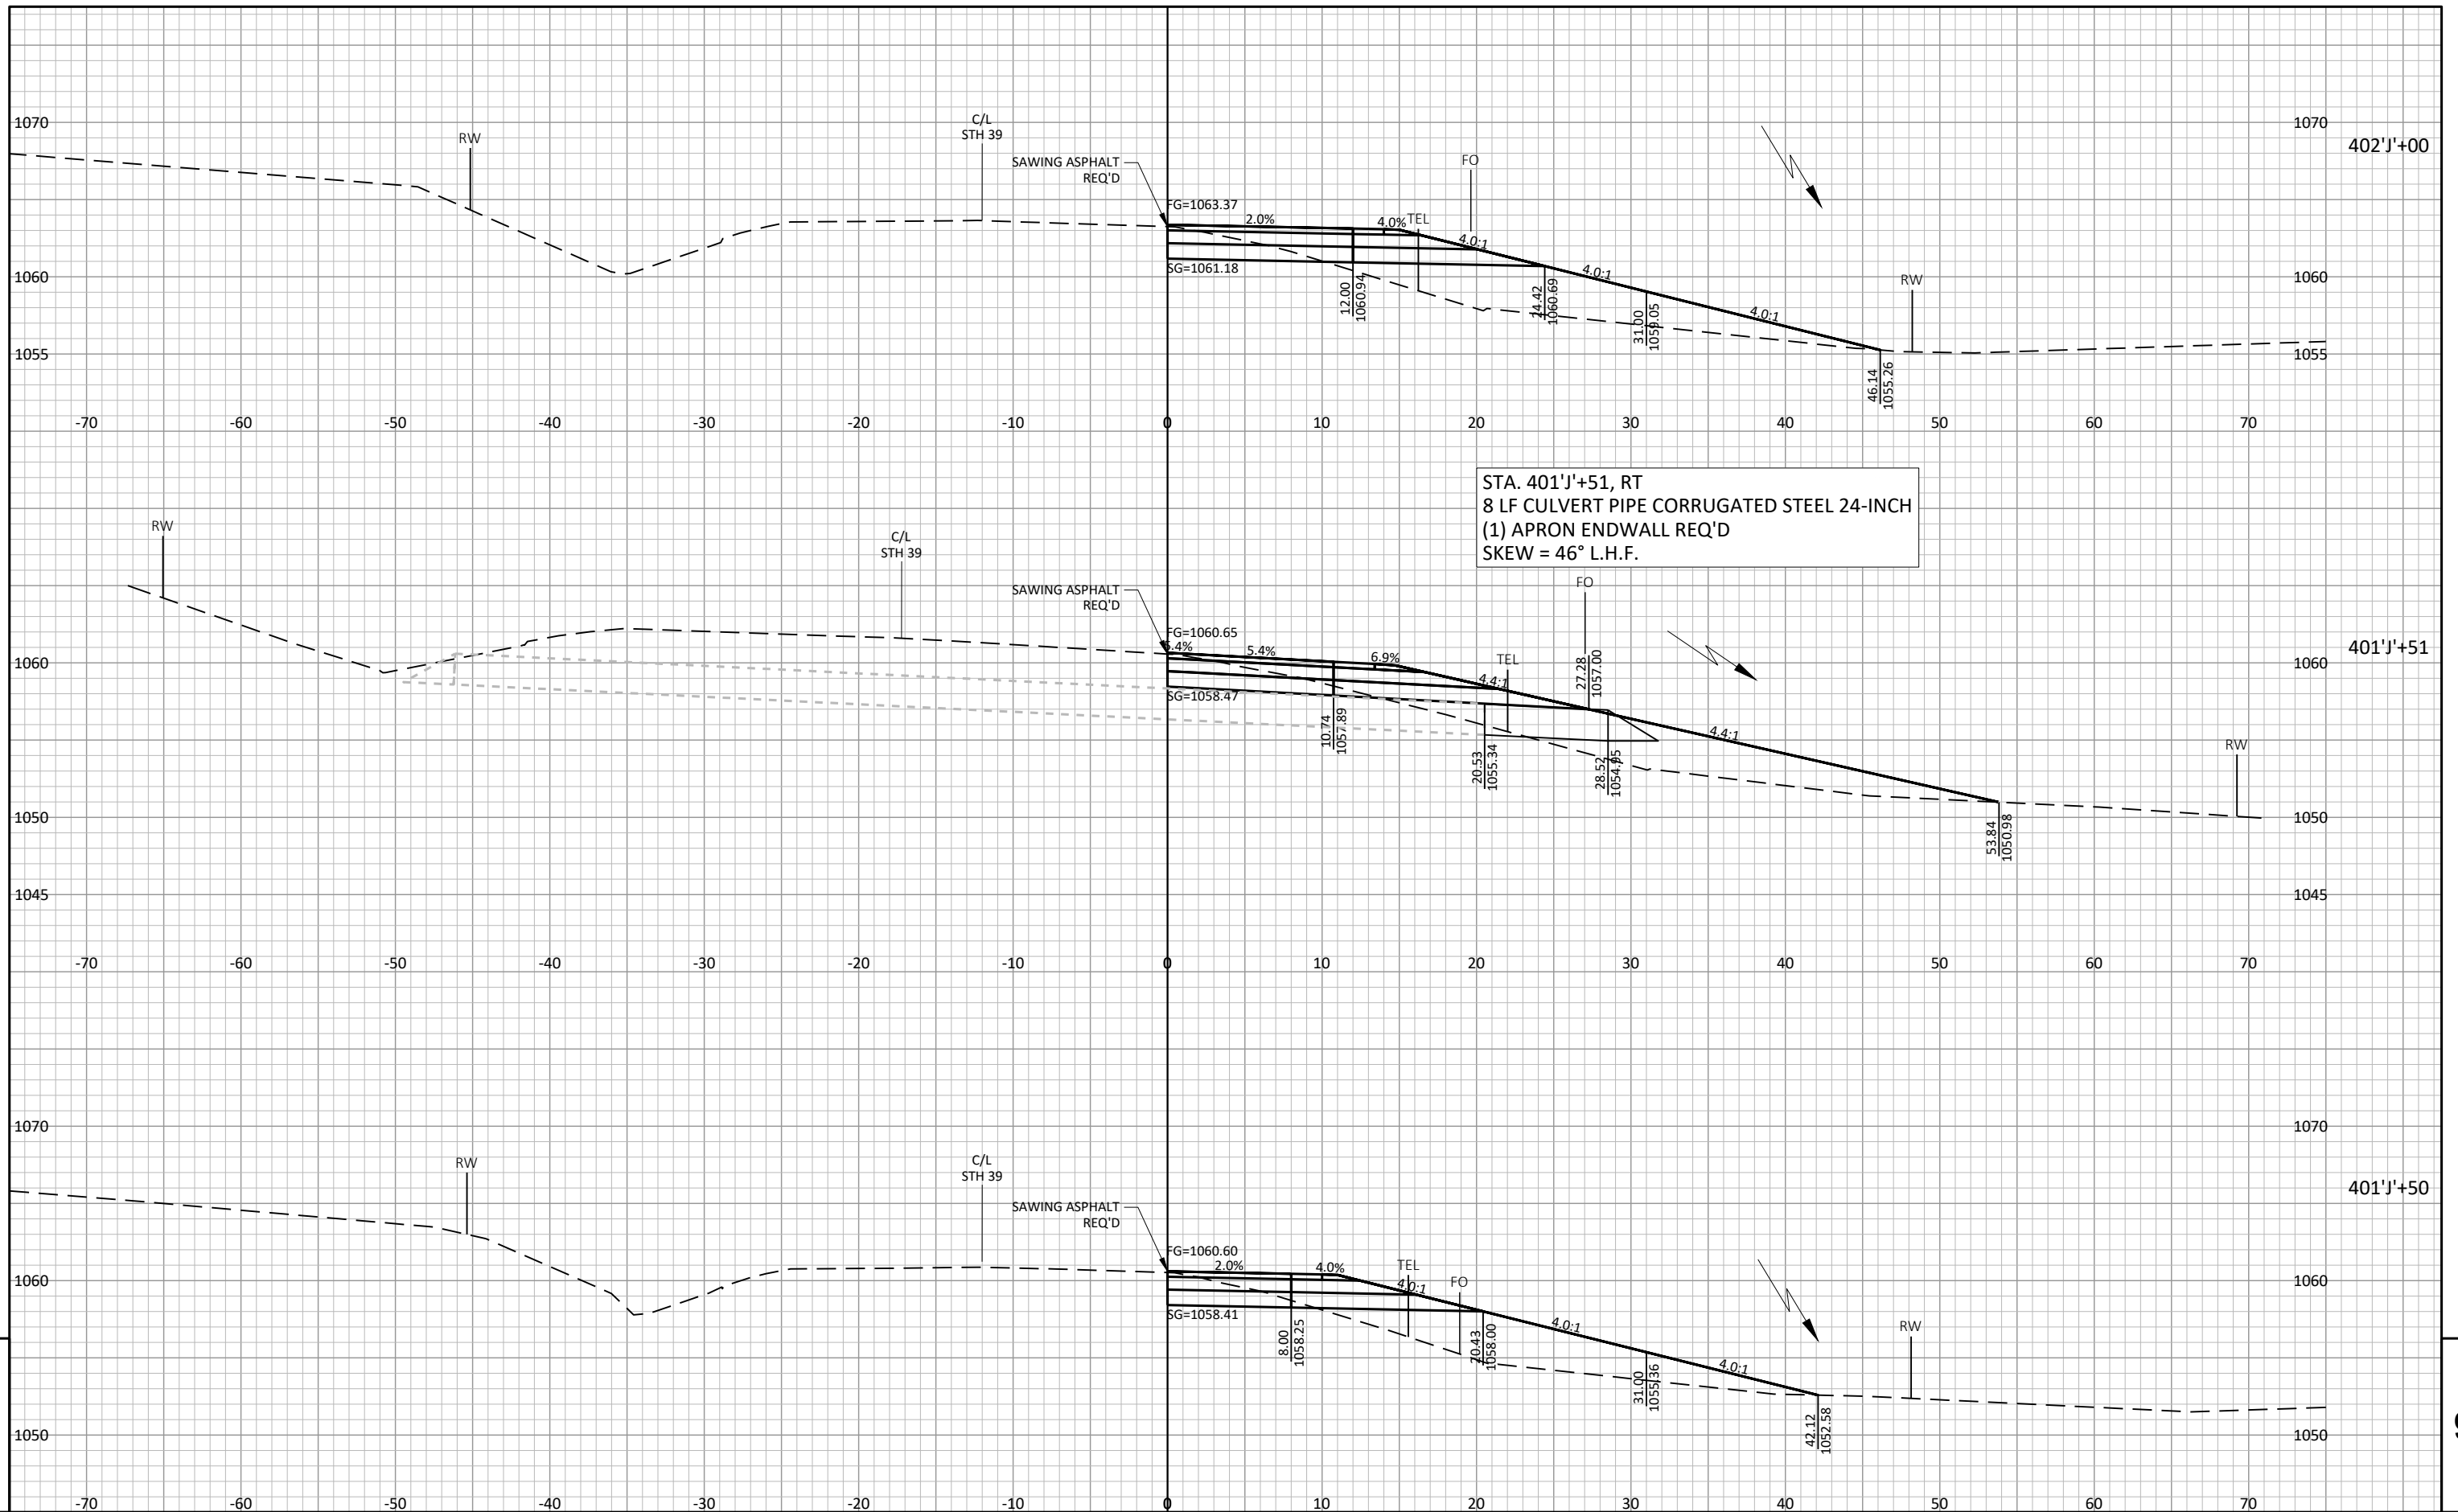 1070
1070
402'J'+00
RW
C/L
STH 39
SAWING ASPHALT
REQ'D
FO
FG=1063.37
2.0%
4.0%
TEL
4.0:1
SG=1061.18
4.0:1
4.0:1
RW
1060
1060
12.00
1060.94
24.42
1060.69
31.00
1059.05
1055
1055
46.14
1055.26
-70 -60 -50 -40 -30 -20 -10 0 10 20 30 40 50 60 70
STA. 401'J'+51, RT
8 LF CULVERT PIPE CORRUGATED STEEL 24-INCH
(1) APRON ENDWALL REQ'D
SKEW = 46° L.H.F.
RW
C/L
STH 39
SAWING ASPHALT
REQ'D
FO
FG=1060.65
5.4%
5.4%
6.9%
TEL
4.4:1
27.28
1057.00
401'J'+51
1060
1060
SG=1058.47
10.74
1057.89
20.53
1055.34
28.52
1054.95
4.4:1
RW
1050
1050
53.84
1050.98
1045
1045
-70 -60 -50 -40 -30 -20 -10 0 10 20 30 40 50 60 70
1070
1070
RW
C/L
STH 39
401'J'+50
SAWING ASPHALT
REQ'D
FG=1060.60
2.0%
4.0%
TEL
FO
4.0:1
1060
1060
SG=1058.41
8.00
1058.25
20.43
1058.00
4.0:1
31.00
1055.36
4.0:1
RW
42.12
1052.58
1050
1050
-70 -60 -50 -40 -30 -20 -10 0 10 20 30 40 50 60 70